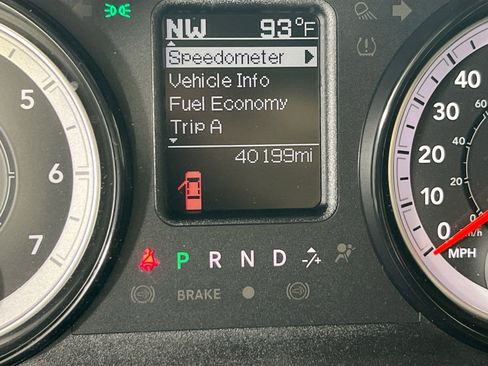 NW 93°F
Speedometer
Vehicle Info
Fuel Economy
Trip A
40199mi
5
6
7
40
30
20
10
0
MPH
60
P R N D -/+
BRAKE